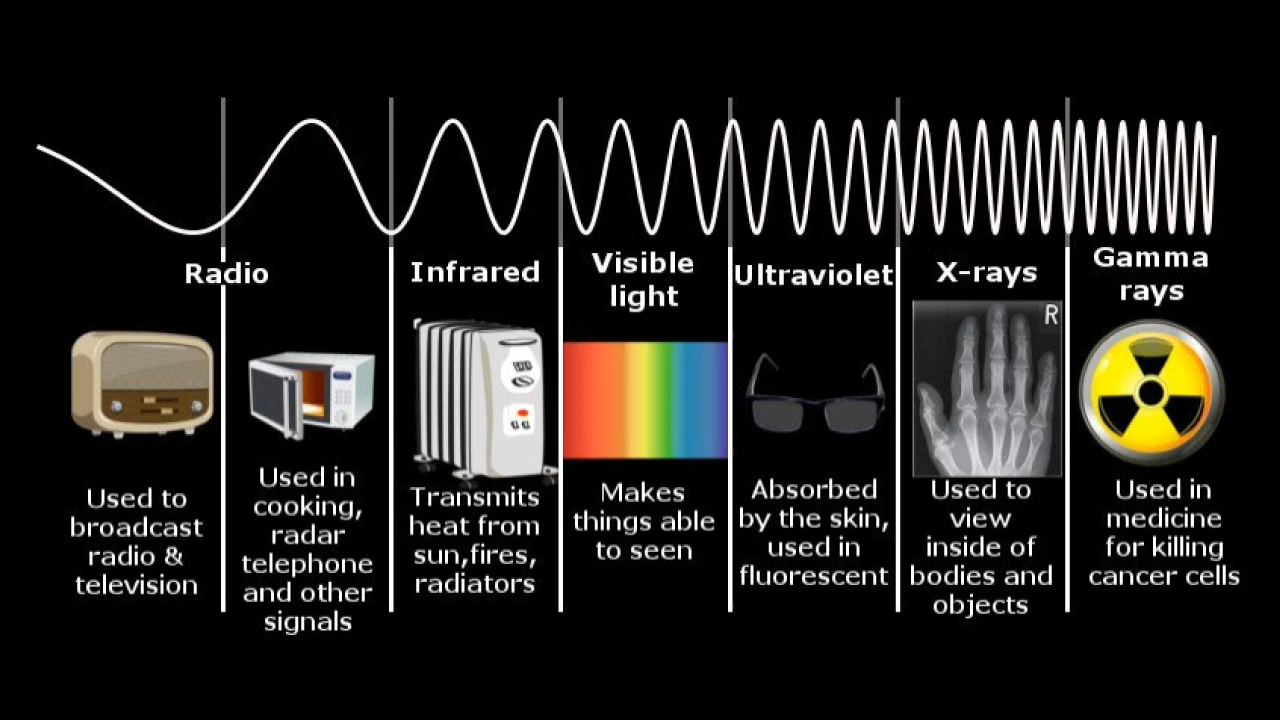 Radio
Infrared
Visible
light
Ultraviolet
X-rays
Gamma
rays
R
Used to
broadcast
radio &
television
Used in
cooking,
radar
telephone
and other
signals
Transmits
heat from
sun,fires,
radiators
Makes
things able
to seen
Absorbed
by the skin,
used in
fluorescent
Used to
view
inside of
bodies and
objects
Used in
medicine
for killing
cancer cells